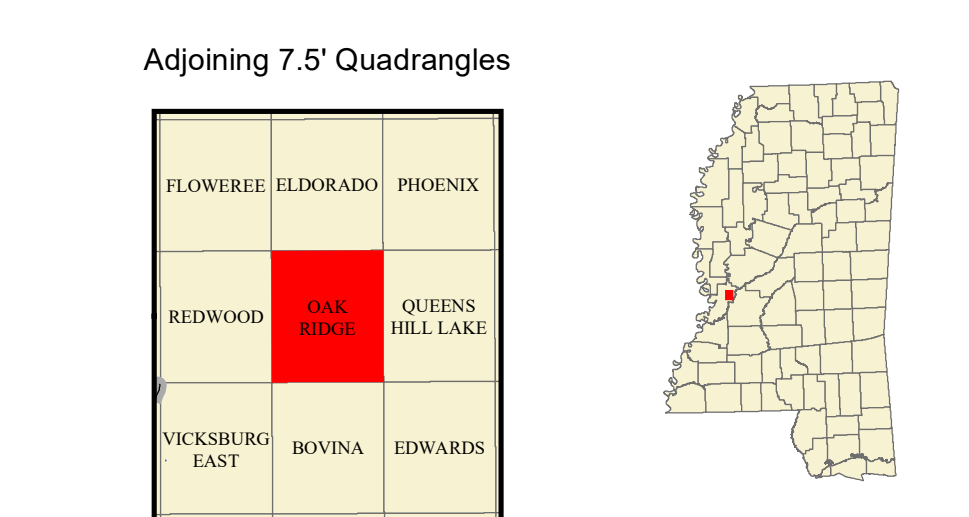 Adjoining 7.5' Quadrangles
FLOWEREE ELDORADO PHOENIX
REDWOOD
OAK
RIDGE
QUEENS
HILL LAKE
VICKSBURG
EAST
BOVINA
EDWARDS